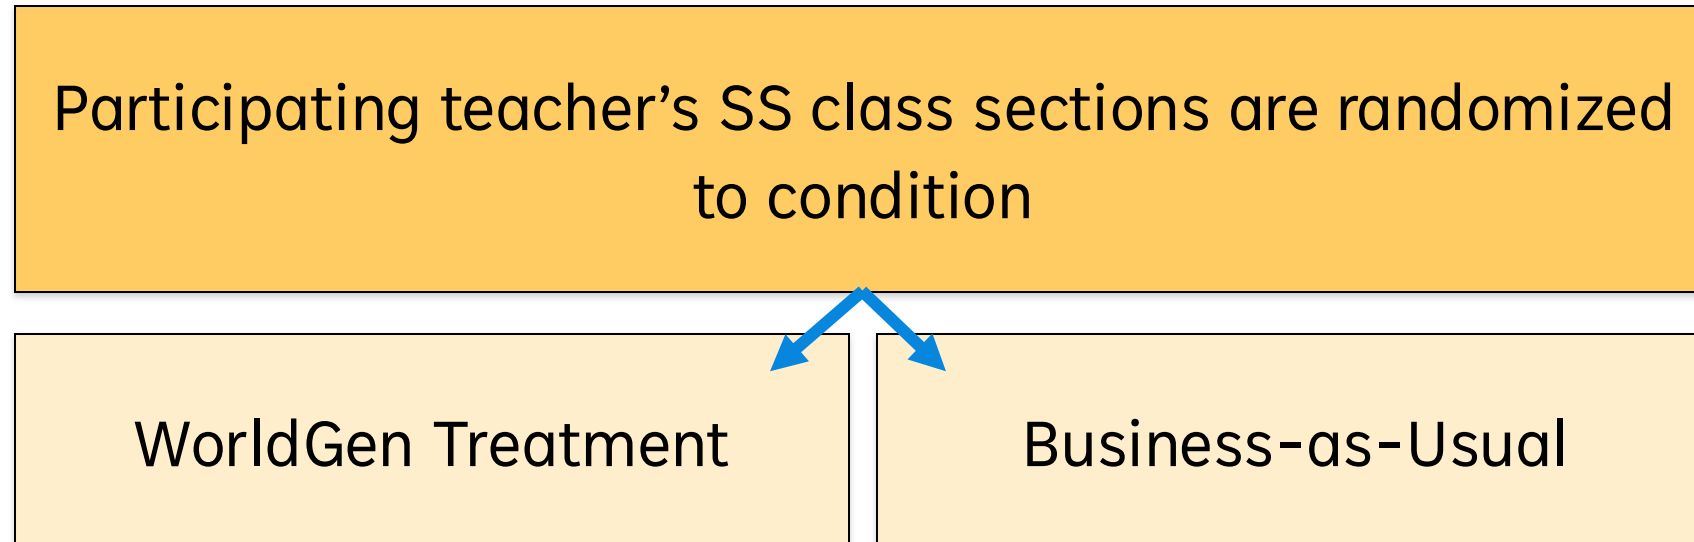 Participating teacher’s SS class sections are randomized
to condition
WorldGen Treatment
Business-as-Usual